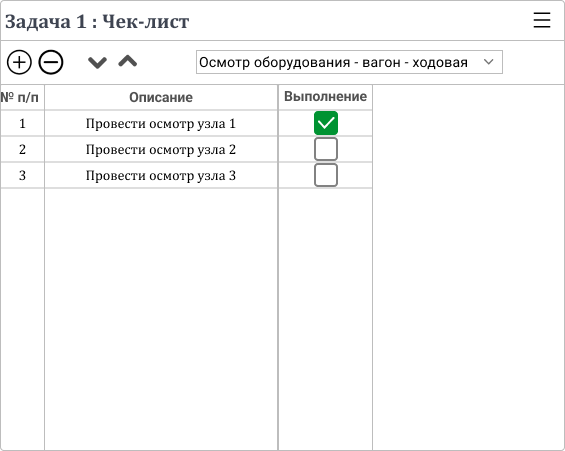 Задача 1 : Чек-лист
Осмотр оборудования - вагон - ходовая
№ п/п Описание Выполнение
1 Провести осмотр узла 1
2 Провести осмотр узла 2
3 Провести осмотр узла 3